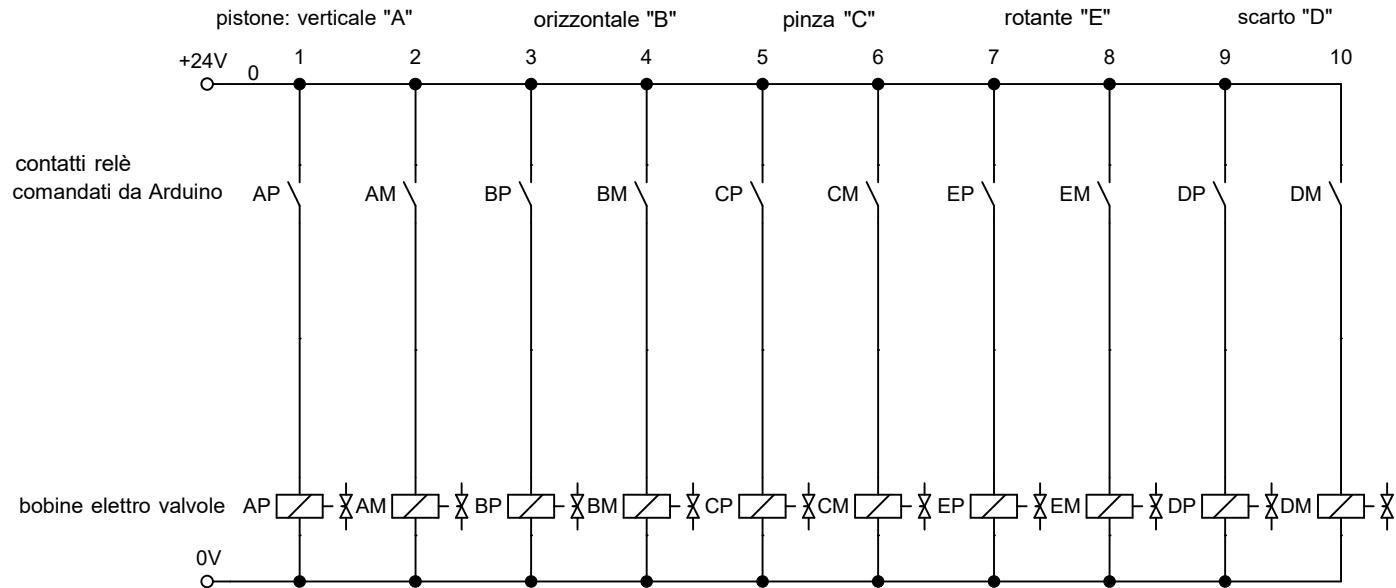 pistone: verticale "A" orizzontale "B" pinza "C" rotante "E" scarto "D"
+24V 0 1 2 3 4 5 6 7 8 9 10
contatti relè
comandati da Arduino AP AM BP BM CP CM EP EM DP DM
bobine elettro valvole AP AM BP BM CP CM EP EM DP DM
0V